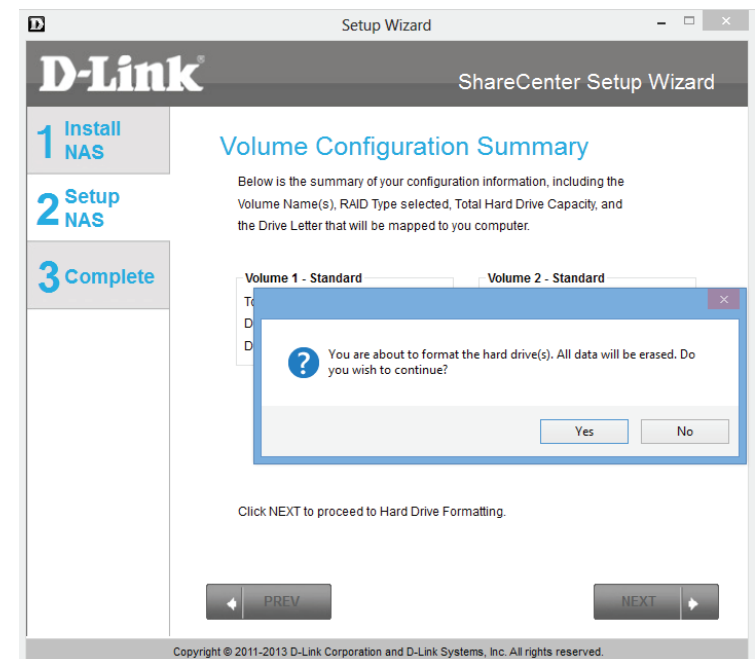 Setup Wizard
D-Link®
ShareCenter Setup Wizard
1 Install
NAS
2 Setup
NAS
3 Complete
Volume Configuration Summary
Below is the summary of your configuration information, including the
Volume Name(s), RAID Type selected, Total Hard Drive Capacity, and
the Drive Letter that will be mapped to you computer.
Volume 1 - Standard
Volume 2 - Standard
You are about to format the hard drive(s). All data will be erased. Do
you wish to continue?
Yes
No
Click NEXT to proceed to Hard Drive Formatting.
PREV
NEXT
Copyright © 2011-2013 D-Link Corporation and D-Link Systems, Inc. All rights reserved.